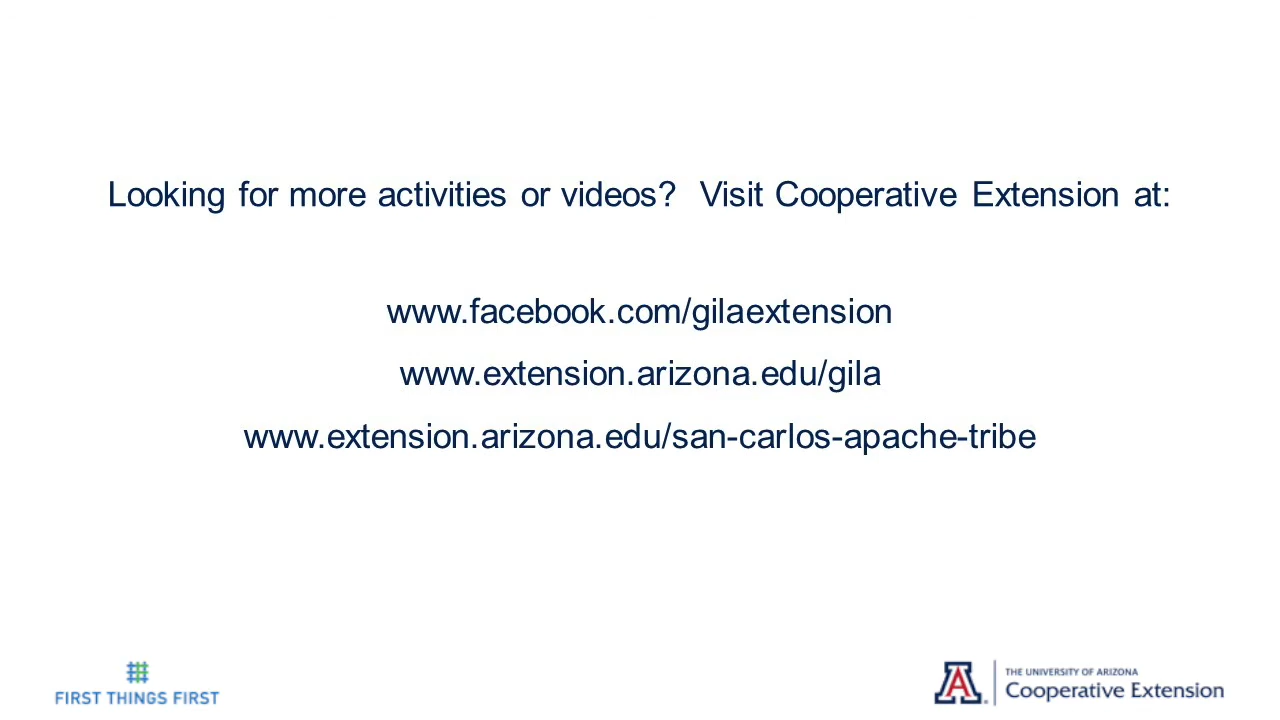 Looking for more activities or videos?  Visit Cooperative Extension at:
www.facebook.com/gilaextension
www.extension.arizona.edu/gila
www.extension.arizona.edu/san-carlos-apache-tribe
FIRST THINGS FIRST
A
THE UNIVERSITY OF ARIZONA
Cooperative Extension